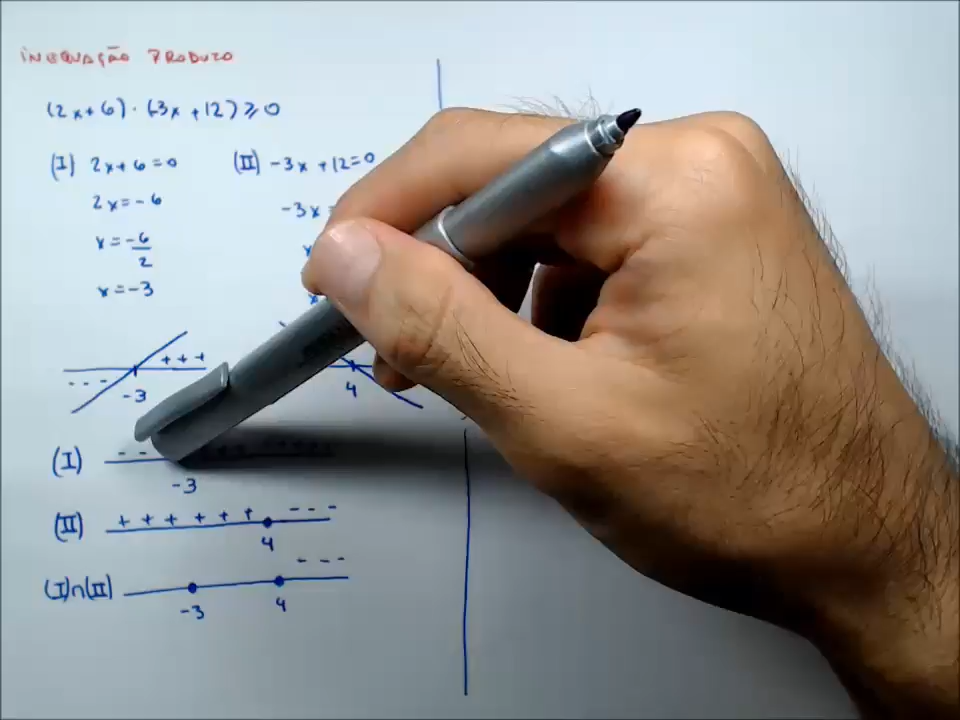 INEQUAÇÃO PRODUTO
(2x+6)·(-3x+12)≥0
(I) 2x+6=0 (II) -3x+12=0
2x=-6 -3x=
x=-6/2 x
x=-3
- - - + + +
-3 4
(I) - -
-3
(II) + + + + + + - - -
4
- - -
(I)∩(II)
-3 4